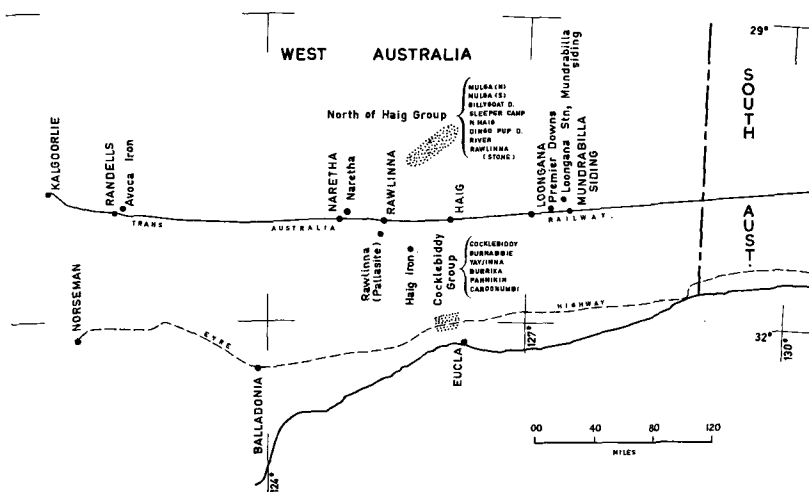 29°
WEST AUSTRALIA
SOUTH
AUST.
North of Haig Group
MULGA (N)
MULGA (S)
BILLYGOAT D.
SLEEPER CAMP
N HAIG
DINGO PUP D.
RIVER
RAWLINNA
(STONE)
KALGOORLIE
RANDELLS
Avoca Iron
NARETHA
Naretha
RAWLINNA
HAIG
LOONGANA
Premier Downs
Loongana Stn, Mundrabilla
siding
MUNDRABILLA
SIDING
TRANS AUSTRALIA RAILWAY.
Rawlinna
(Pallasite)
Haig Iron
Cocklebiddy
Group
COCKLEBIDDY
BURRABBIE
TAYJINNA
BURRIKA
PANNIKIN
CARDONUMBI
NORSEMAN
EYRE HIGHWAY
BALLADONIA
EUCLA
124°
127°
32°
130°
00 40 80 120
MILES